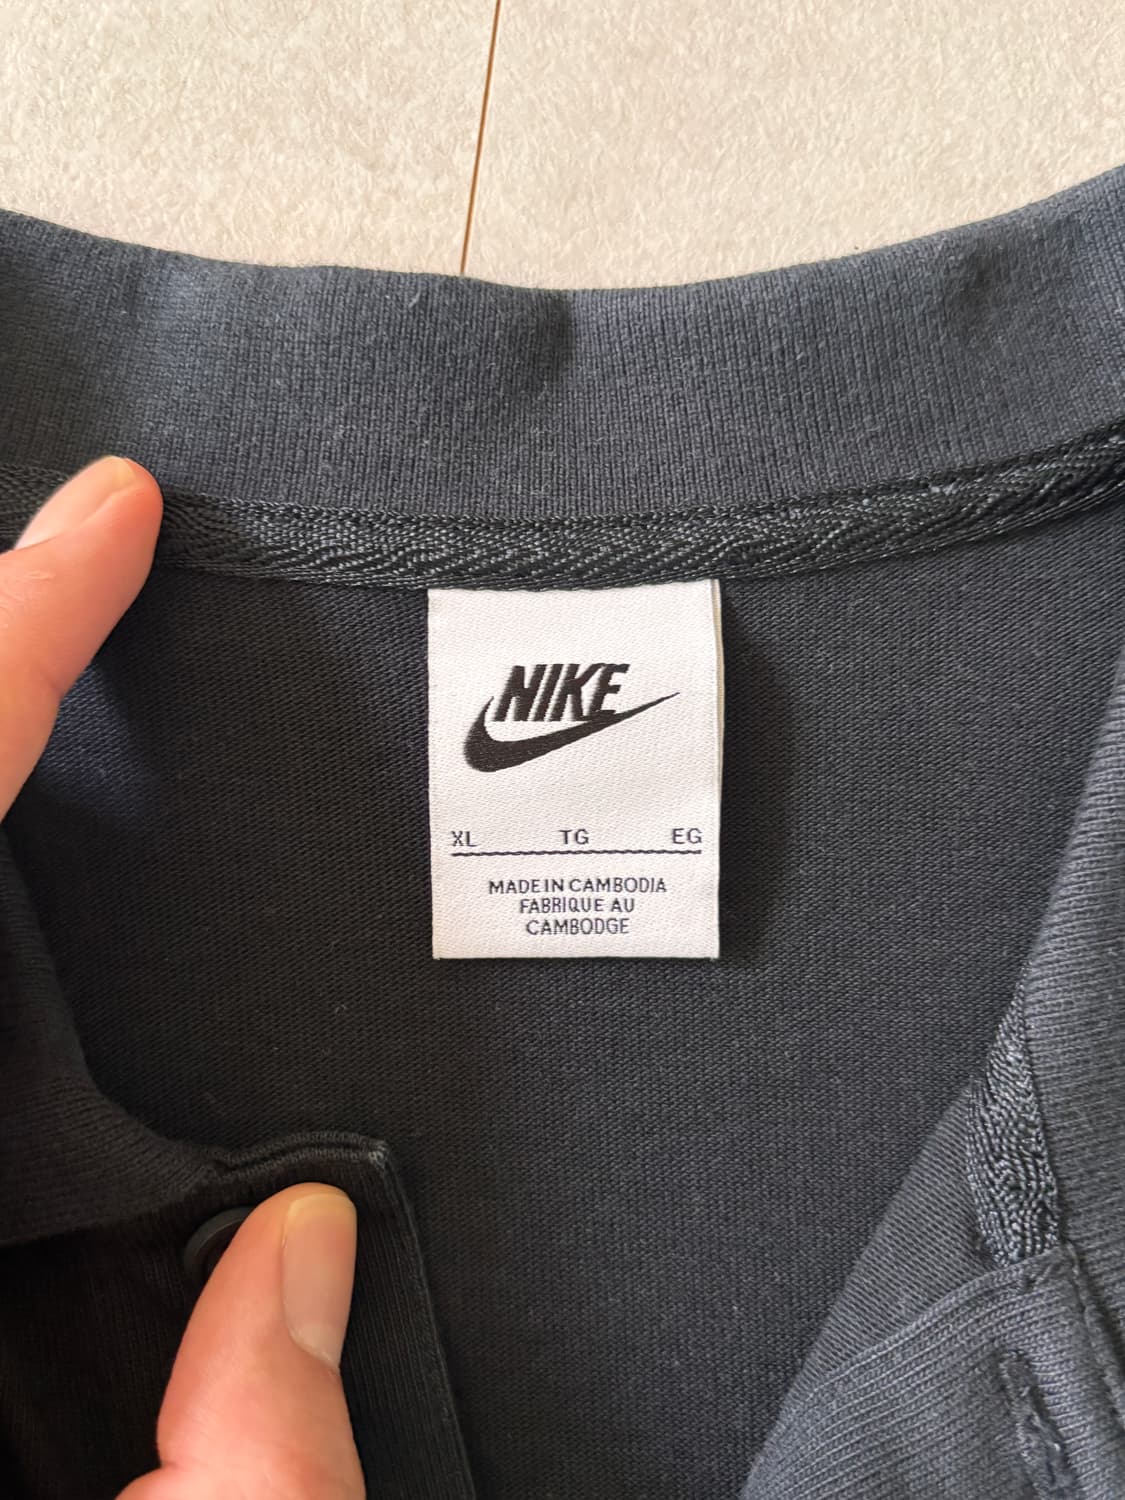 NIKE
XL TG EG
MADE IN CAMBODIA
FABRIQUE AU
CAMBODGE